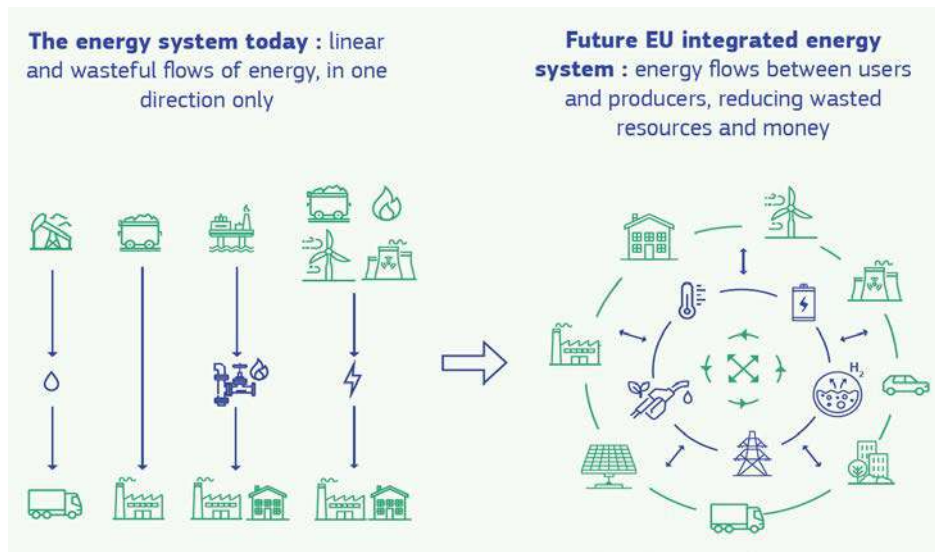 The energy system today : linear
and wasteful flows of energy, in one
direction only
Future EU integrated energy
system : energy flows between users
and producers, reducing wasted
resources and money
H₂